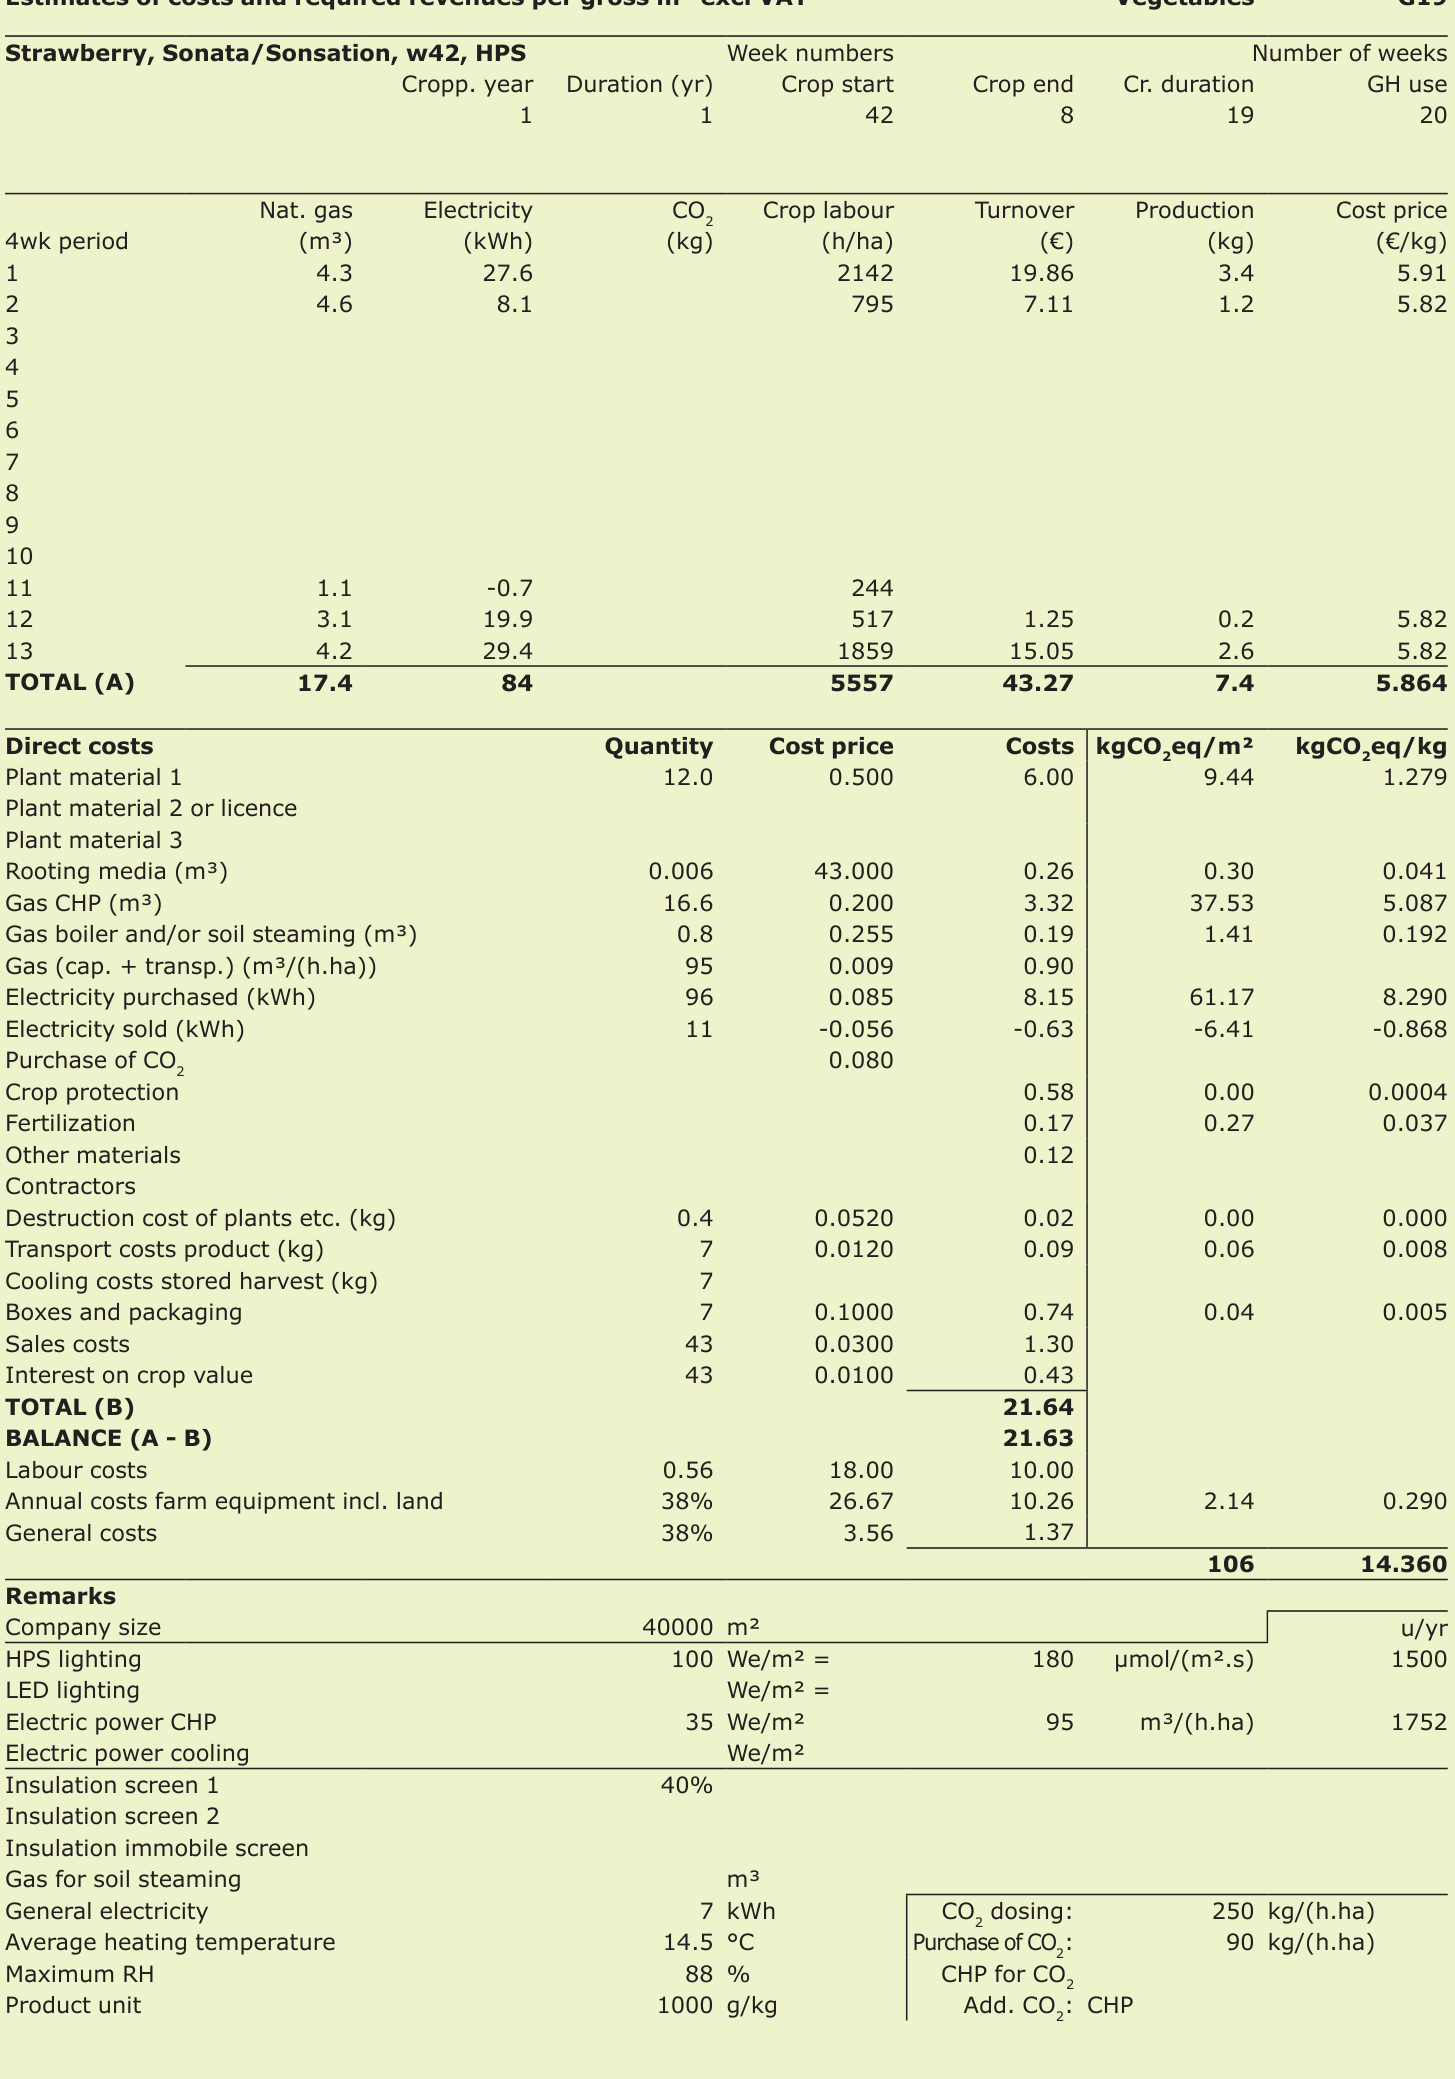 Estimates of costs and required revenues per gross m² excl VAT Vegetables G19
Strawberry, Sonata/Sonsation, w42, HPS Week numbers Number of weeks
Cropp. year Duration (yr) Crop start Crop end Cr. duration GH use
1 1 42 8 19 20
Nat. gas Electricity CO2 Crop labour Turnover Production Cost price
4wk period (m³) (kWh) (kg) (h/ha) (€) (kg) (€/kg)
1 4.3 27.6 2142 19.86 3.4 5.91
2 4.6 8.1 795 7.11 1.2 5.82
3
4
5
6
7
8
9
10
11 1.1 -0.7 244
12 3.1 19.9 517 1.25 0.2 5.82
13 4.2 29.4 1859 15.05 2.6 5.82
TOTAL (A) 17.4 84 5557 43.27 7.4 5.864
Direct costs Quantity Cost price Costs kgCO2eq/m² kgCO2eq/kg
Plant material 1 12.0 0.500 6.00 9.44 1.279
Plant material 2 or licence
Plant material 3
Rooting media (m³) 0.006 43.000 0.26 0.30 0.041
Gas CHP (m³) 16.6 0.200 3.32 37.53 5.087
Gas boiler and/or soil steaming (m³) 0.8 0.255 0.19 1.41 0.192
Gas (cap. + transp.) (m³/(h.ha)) 95 0.009 0.90
Electricity purchased (kWh) 96 0.085 8.15 61.17 8.290
Electricity sold (kWh) 11 -0.056 -0.63 -6.41 -0.868
Purchase of CO2 0.080
Crop protection 0.58 0.00 0.0004
Fertilization 0.17 0.27 0.037
Other materials 0.12
Contractors
Destruction cost of plants etc. (kg) 0.4 0.0520 0.02 0.00 0.000
Transport costs product (kg) 7 0.0120 0.09 0.06 0.008
Cooling costs stored harvest (kg) 7
Boxes and packaging 7 0.1000 0.74 0.04 0.005
Sales costs 43 0.0300 1.30
Interest on crop value 43 0.0100 0.43
TOTAL (B) 21.64
BALANCE (A - B) 21.63
Labour costs 0.56 18.00 10.00
Annual costs farm equipment incl. land 38% 26.67 10.26 2.14 0.290
General costs 38% 3.56 1.37
106 14.360
Remarks
Company size 40000 m² u/yr
HPS lighting 100 We/m² = 180 µmol/(m².s) 1500
LED lighting We/m² =
Electric power CHP 35 We/m² 95 m³/(h.ha) 1752
Electric power cooling We/m²
Insulation screen 1 40%
Insulation screen 2
Insulation immobile screen
Gas for soil steaming m³
General electricity 7 kWh CO2 dosing: 250 kg/(h.ha)
Average heating temperature 14.5 °C Purchase of CO2: 90 kg/(h.ha)
Maximum RH 88 % CHP for CO2
Product unit 1000 g/kg Add. CO2: CHP